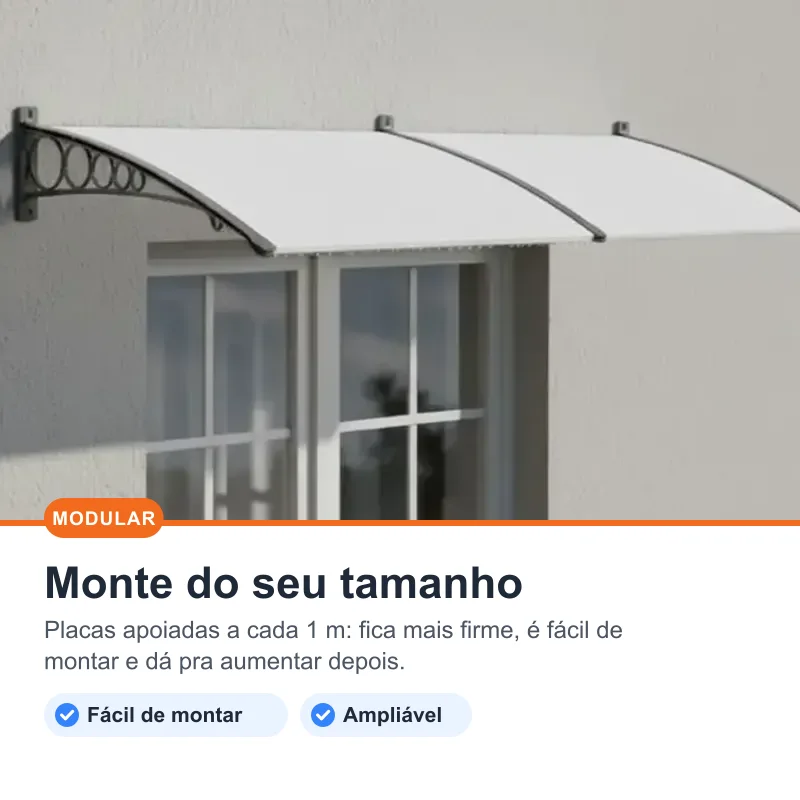 MODULAR
Monte do seu tamanho
Placas apoiadas a cada 1 m: fica mais firme, é fácil de
montar e dá pra aumentar depois.
Fácil de montar
Ampliável